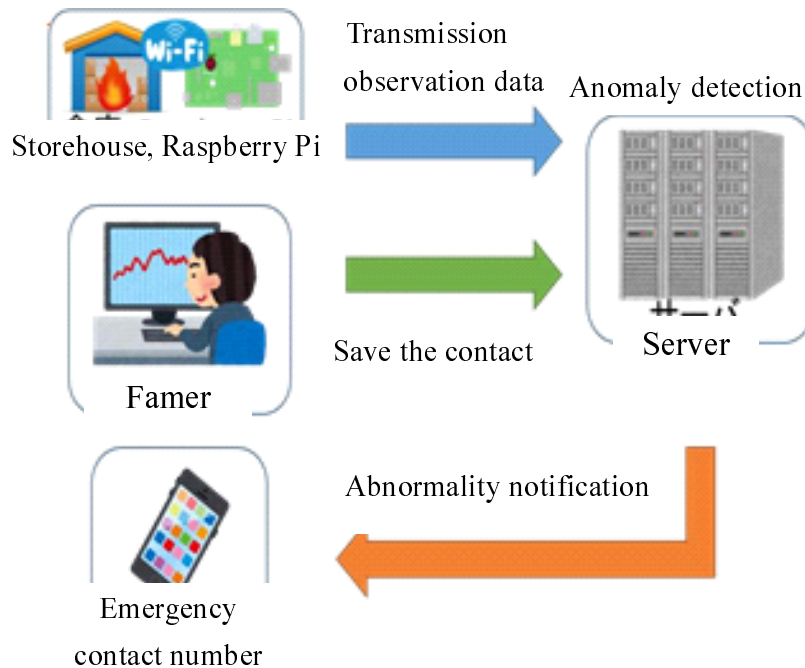 Wi-Fi
Transmission
observation data
Anomaly detection
Storehouse, Raspberry Pi
Save the contact
Server
Famer
Abnormality notification
Emergency
contact number